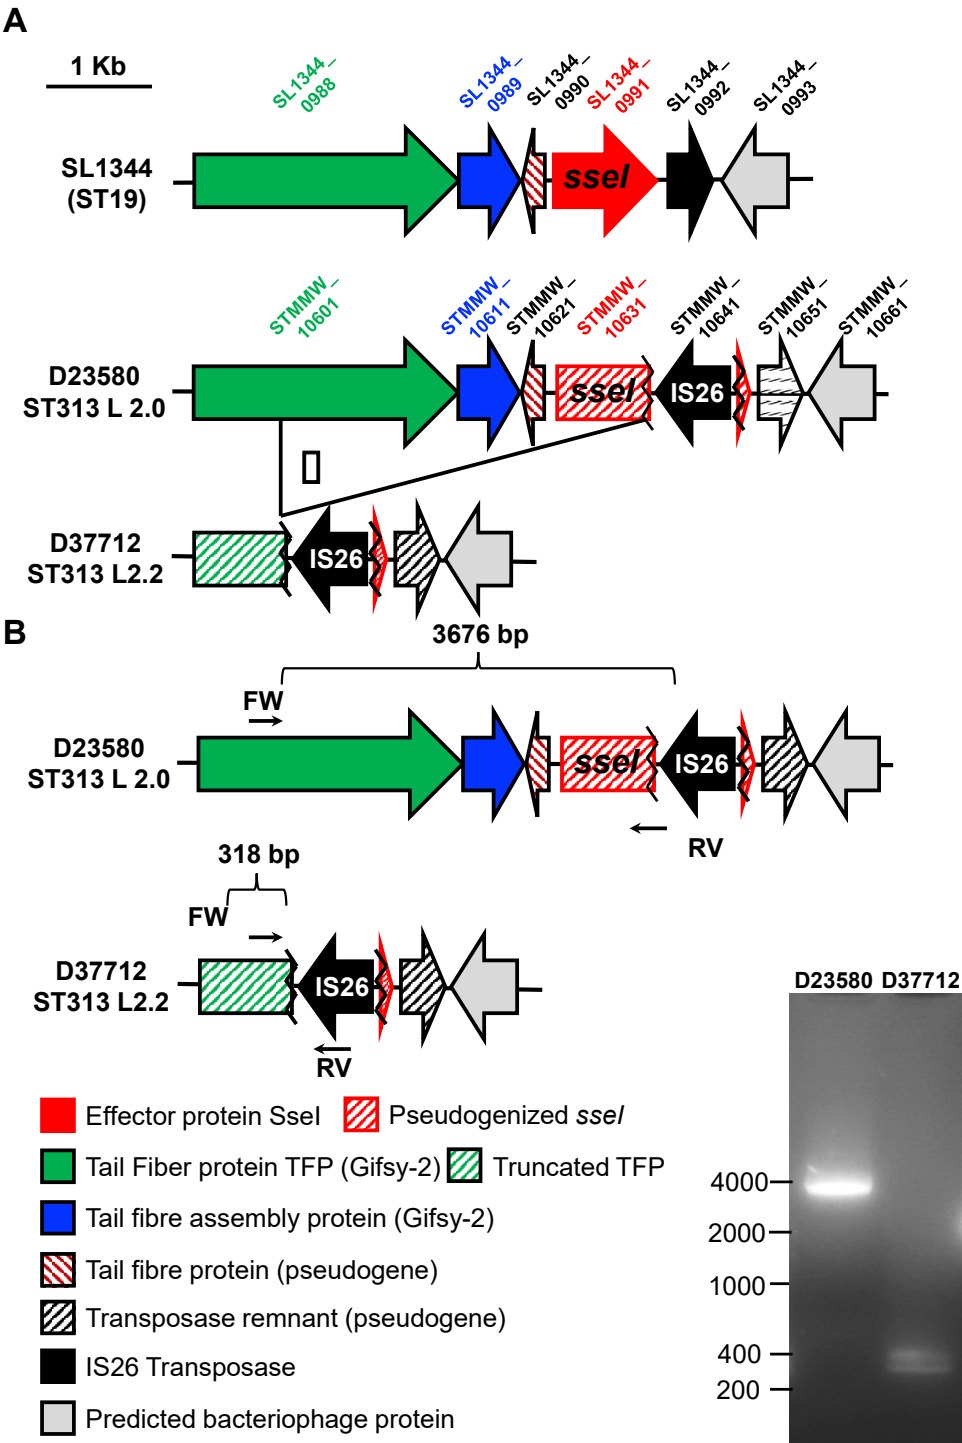 A
1 Kb
SL1344_
0988
SL1344_
0989
SL1344_
0990
SL1344_
0991
SL1344_
0992
SL1344_
0993
SL1344
(ST19)
sseI
STMMW_
10601
STMMW_
10611
STMMW_
10621
STMMW_
10631
STMMW_
10641
STMMW_
10651
STMMW_
10661
D23580
ST313 L 2.0
sseI
IS26
D37712
ST313 L2.2
IS26
B
3676 bp
FW
D23580
ST313 L 2.0
sseI
IS26
RV
318 bp
FW
D37712
ST313 L2.2
IS26
RV
D23580 D37712
4000
2000
1000
400
200
Effector protein SseI
Pseudogenized sseI
Tail Fiber protein TFP (Gifsy-2)
Truncated TFP
Tail fibre assembly protein (Gifsy-2)
Tail fibre protein (pseudogene)
Transposase remnant (pseudogene)
IS26 Transposase
Predicted bacteriophage protein